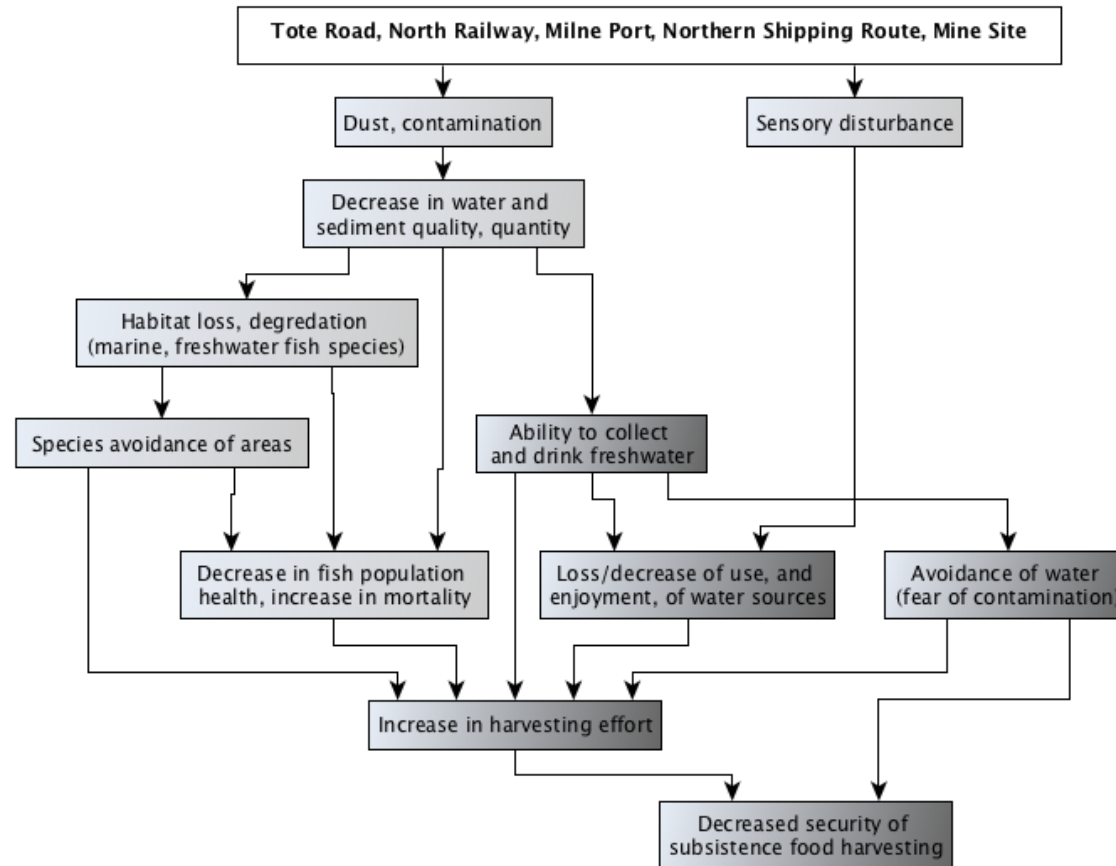 Tote Road, North Railway, Milne Port, Northern Shipping Route, Mine Site
Dust, contamination
Sensory disturbance
Decrease in water and
sediment quality, quantity
Habitat loss, degredation
(marine, freshwater fish species)
Species avoidance of areas
Ability to collect
and drink freshwater
Decrease in fish population
health, increase in mortality
Loss/decrease of use, and
enjoyment, of water sources
Avoidance of water
(fear of contamination)
Increase in harvesting effort
Decreased security of
subsistence food harvesting